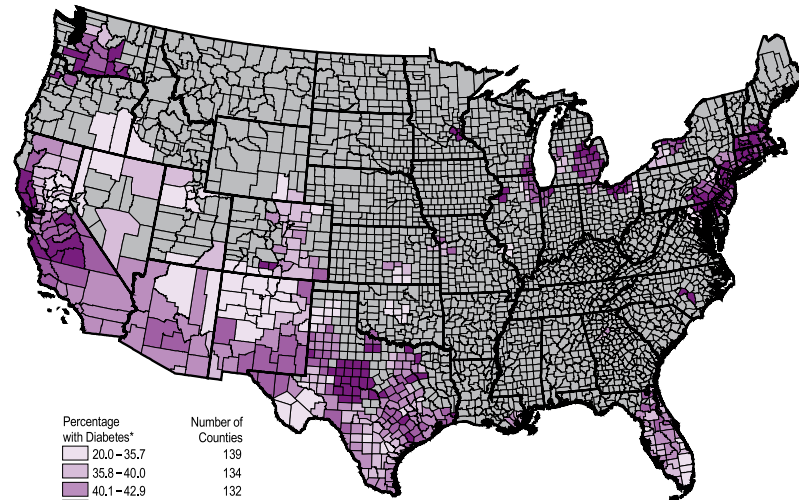 Percentage Number of
with Diabetes* Counties
20.0–35.7 139
35.8–40.0 134
40.1–42.9 132